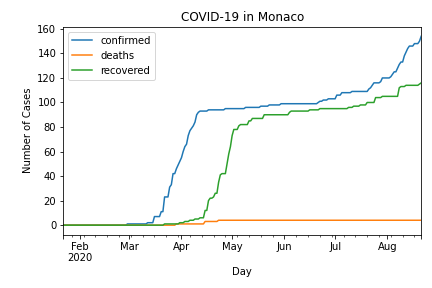 COVID-19 in Monaco
confirmed
deaths
recovered
Number of Cases
160
140
120
100
80
60
40
20
0
Feb
2020
Mar
Apr
May
Jun
Jul
Aug
Day